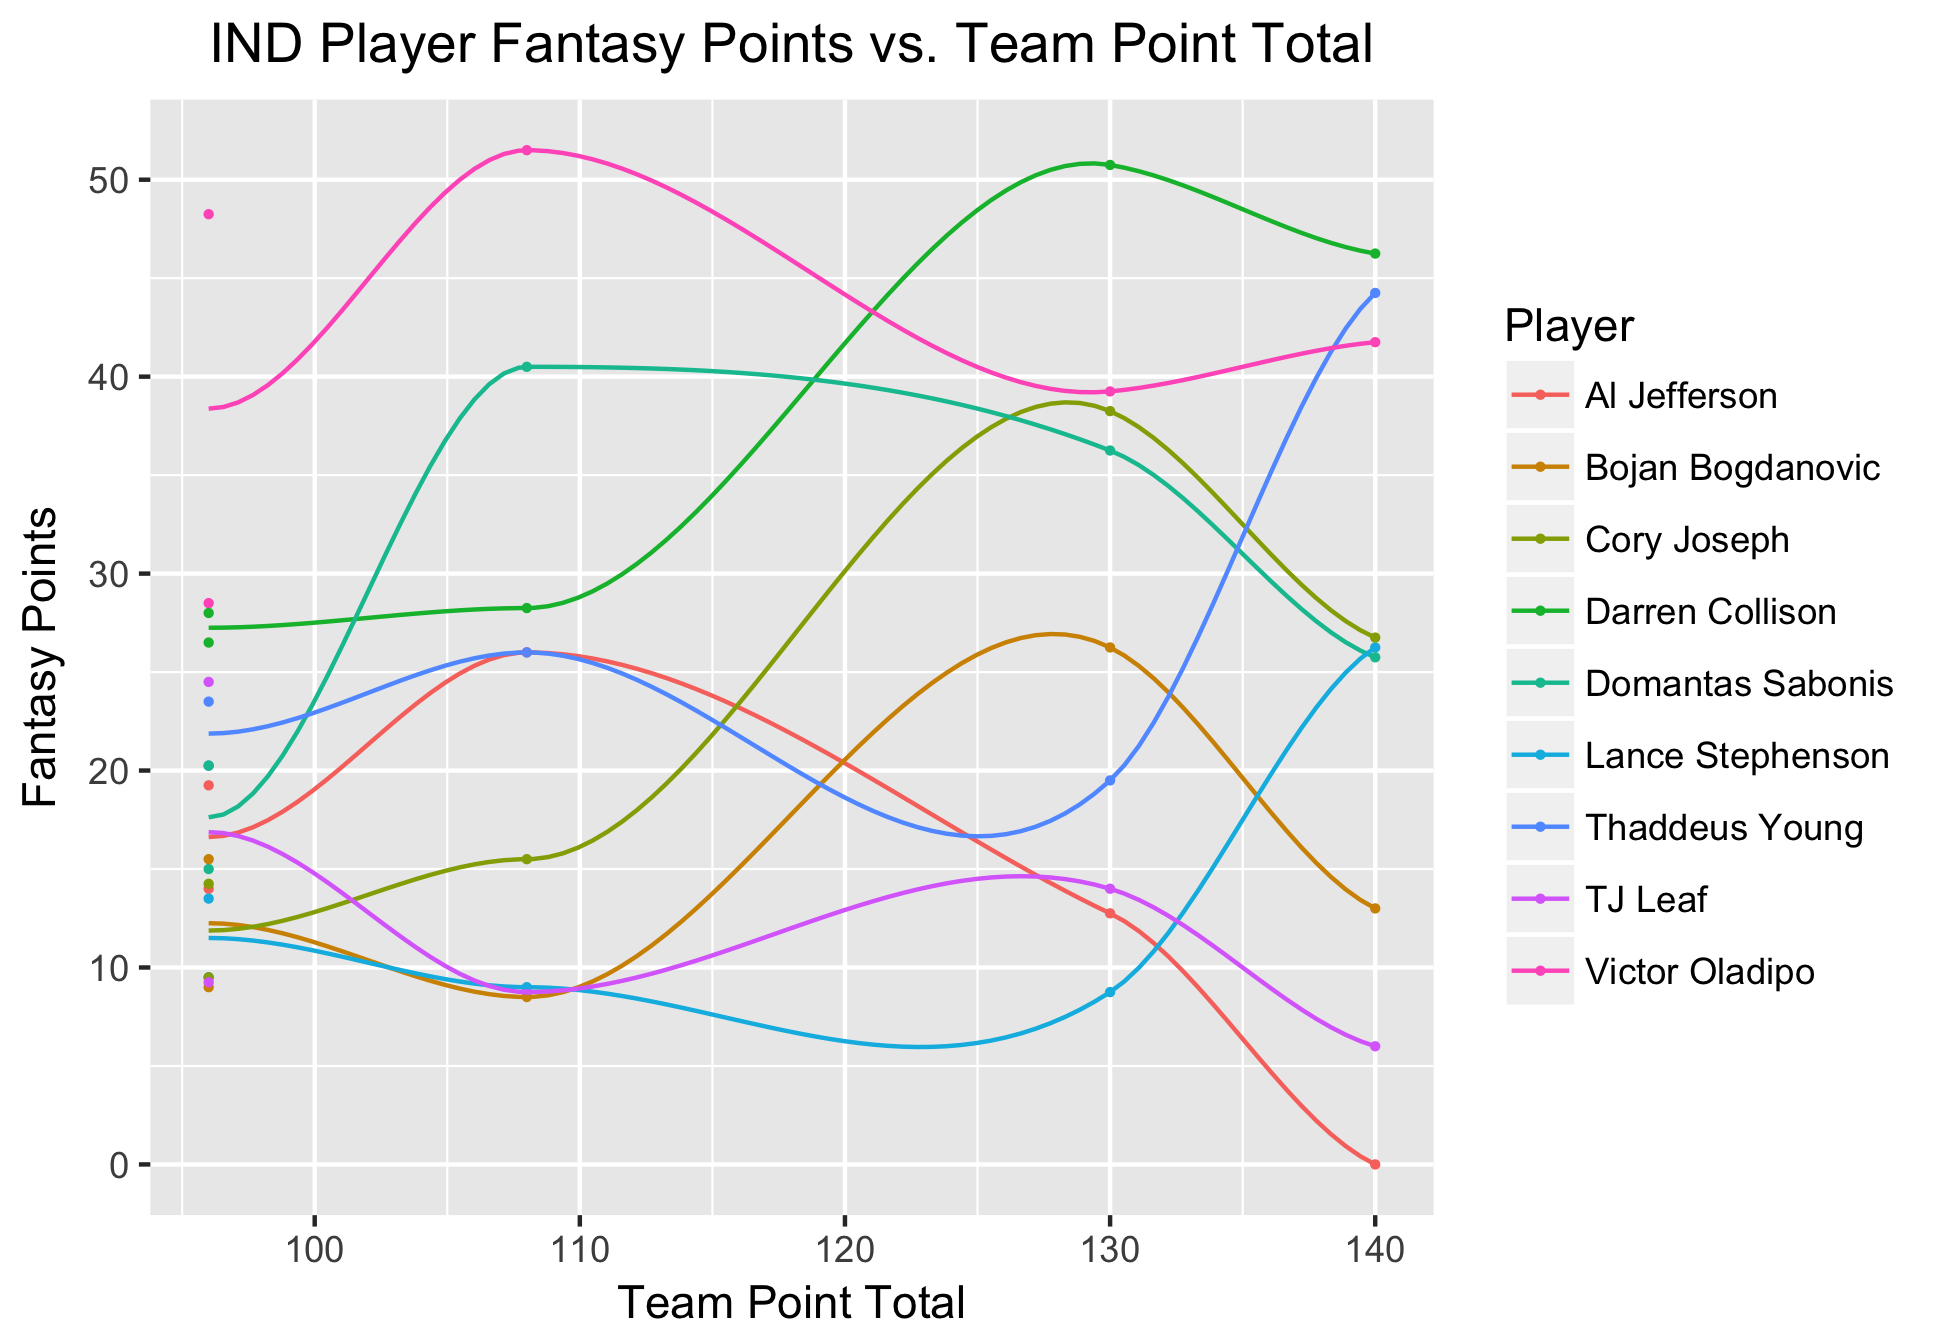 IND Player Fantasy Points vs. Team Point Total
Fantasy Points
50
40
30
20
10
0
100 110 120 130 140
Team Point Total
Player
Al Jefferson
Bojan Bogdanovic
Cory Joseph
Darren Collison
Domantas Sabonis
Lance Stephenson
Thaddeus Young
TJ Leaf
Victor Oladipo